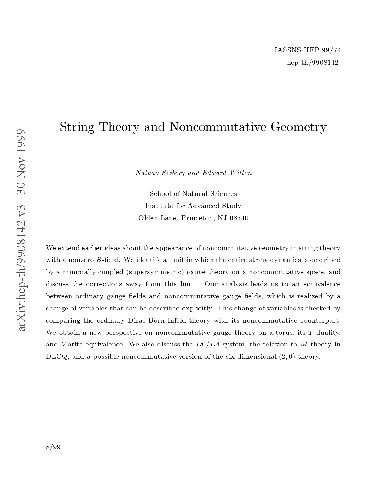 IASSNS-HEP-99/74
hep-th/9908142
String Theory and Noncommutative Geometry
Nathan Seiberg and Edward Witten
School of Natural Sciences
Institute for Advanced Study
Olden Lane, Princeton, NJ 08540
We extend earlier ideas about the appearance of noncommutative geometry in string theory
with a nonzero B-field. We identify a limit in which the entire string dynamics is described
by a minimally coupled (supersymmetric) gauge theory on a noncommutative space, and
discuss the corrections away from this limit. Our analysis leads us to an equivalence
between ordinary gauge fields and noncommutative gauge fields, which is realized by a
change of variables that can be described explicitly. This change of variables is checked by
comparing the ordinary Dirac-Born-Infeld theory with its noncommutative counterpart.
We obtain a new perspective on noncommutative gauge theory on a torus, its T-duality,
and Morita equivalence. We also discuss the D0/D4 system, the relation to M-theory in
DLCQ, and a possible noncommutative version of the six-dimensional (2,0) theory.
8/99
arXiv:hep-th/9908142v3 30 Nov 1999